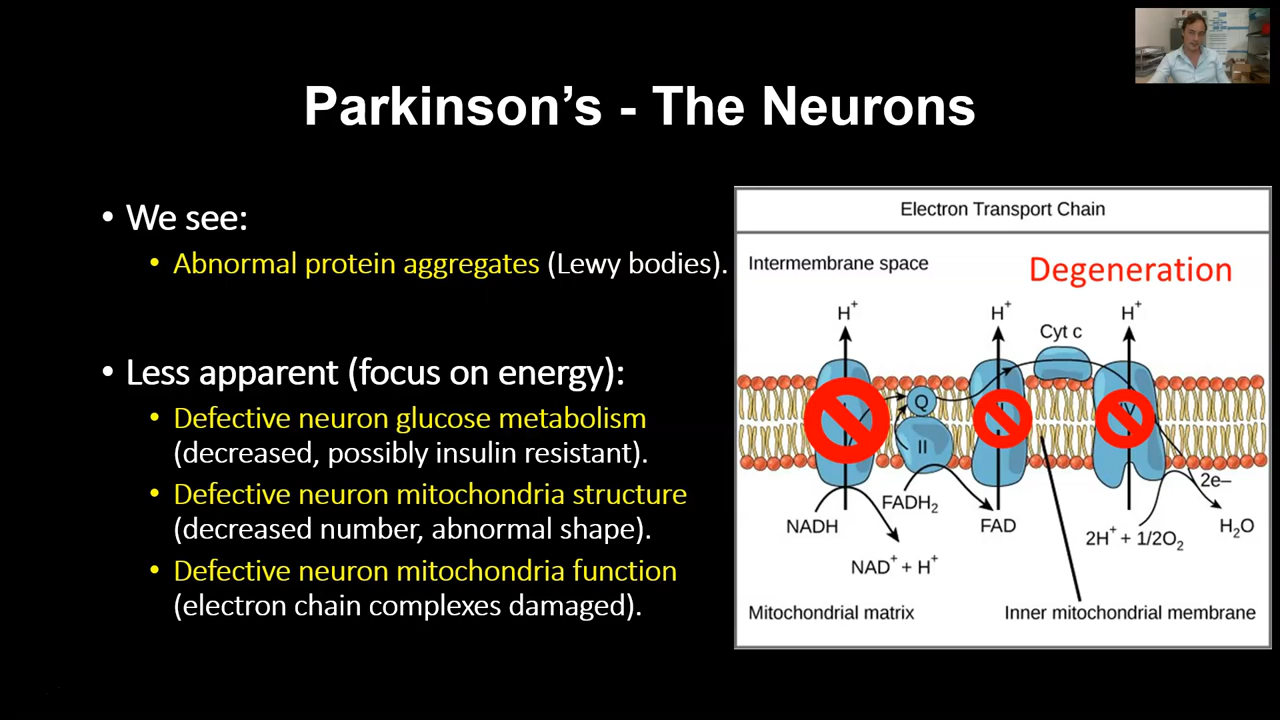 Parkinson’s - The Neurons
• We see:
• Abnormal protein aggregates (Lewy bodies).
• Less apparent (focus on energy):
• Defective neuron glucose metabolism
(decreased, possibly insulin resistant).
• Defective neuron mitochondria structure
(decreased number, abnormal shape).
• Defective neuron mitochondria function
(electron chain complexes damaged).
Electron Transport Chain
Intermembrane space
Degeneration
H⁺
H⁺
H⁺
Cyt c
Q
II
FADH₂
NADH
FAD
2e–
2H⁺ + 1/2O₂
H₂O
NAD⁺ + H⁺
Mitochondrial matrix
Inner mitochondrial membrane